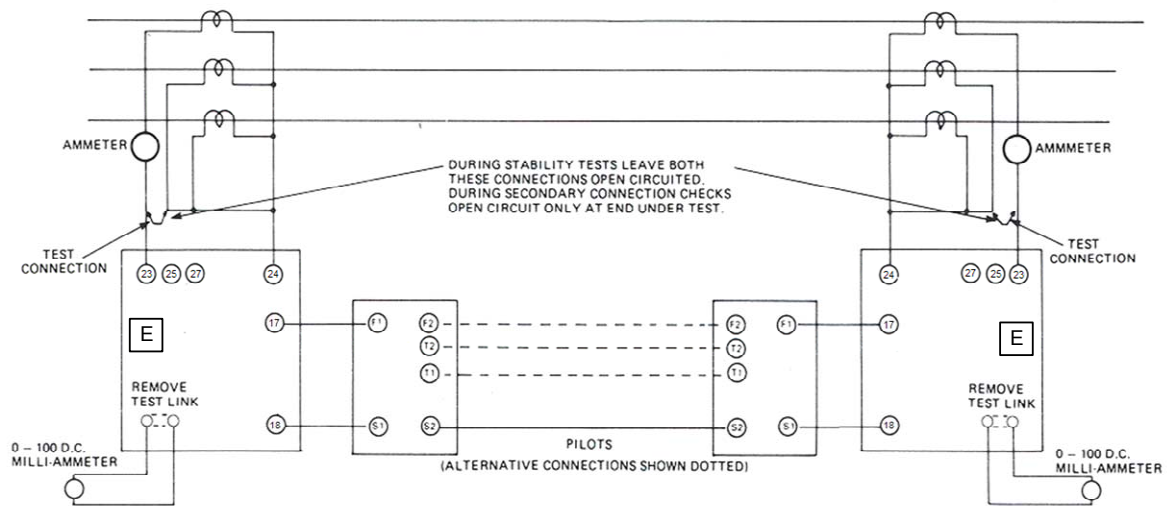 AMMETER
AMMMETER
DURING STABILITY TESTS LEAVE BOTH
THESE CONNECTIONS OPEN CIRCUITED.
DURING SECONDARY CONNECTION CHECKS
OPEN CIRCUIT ONLY AT END UNDER TEST.
TEST
CONNECTION
TEST
CONNECTION
23 25 27 24
24 27 25 23
17 F1 F2
F2 F1 17
E
T2
T2
E
T1
T1
REMOVE
TEST LINK
REMOVE
TEST LINK
18 S1 S2
S2 S1 18
PILOTS
(ALTERNATIVE CONNECTIONS SHOWN DOTTED)
0 – 100 D.C.
MILLI-AMMETER
0 – 100 D.C.
MILLI-AMMETER